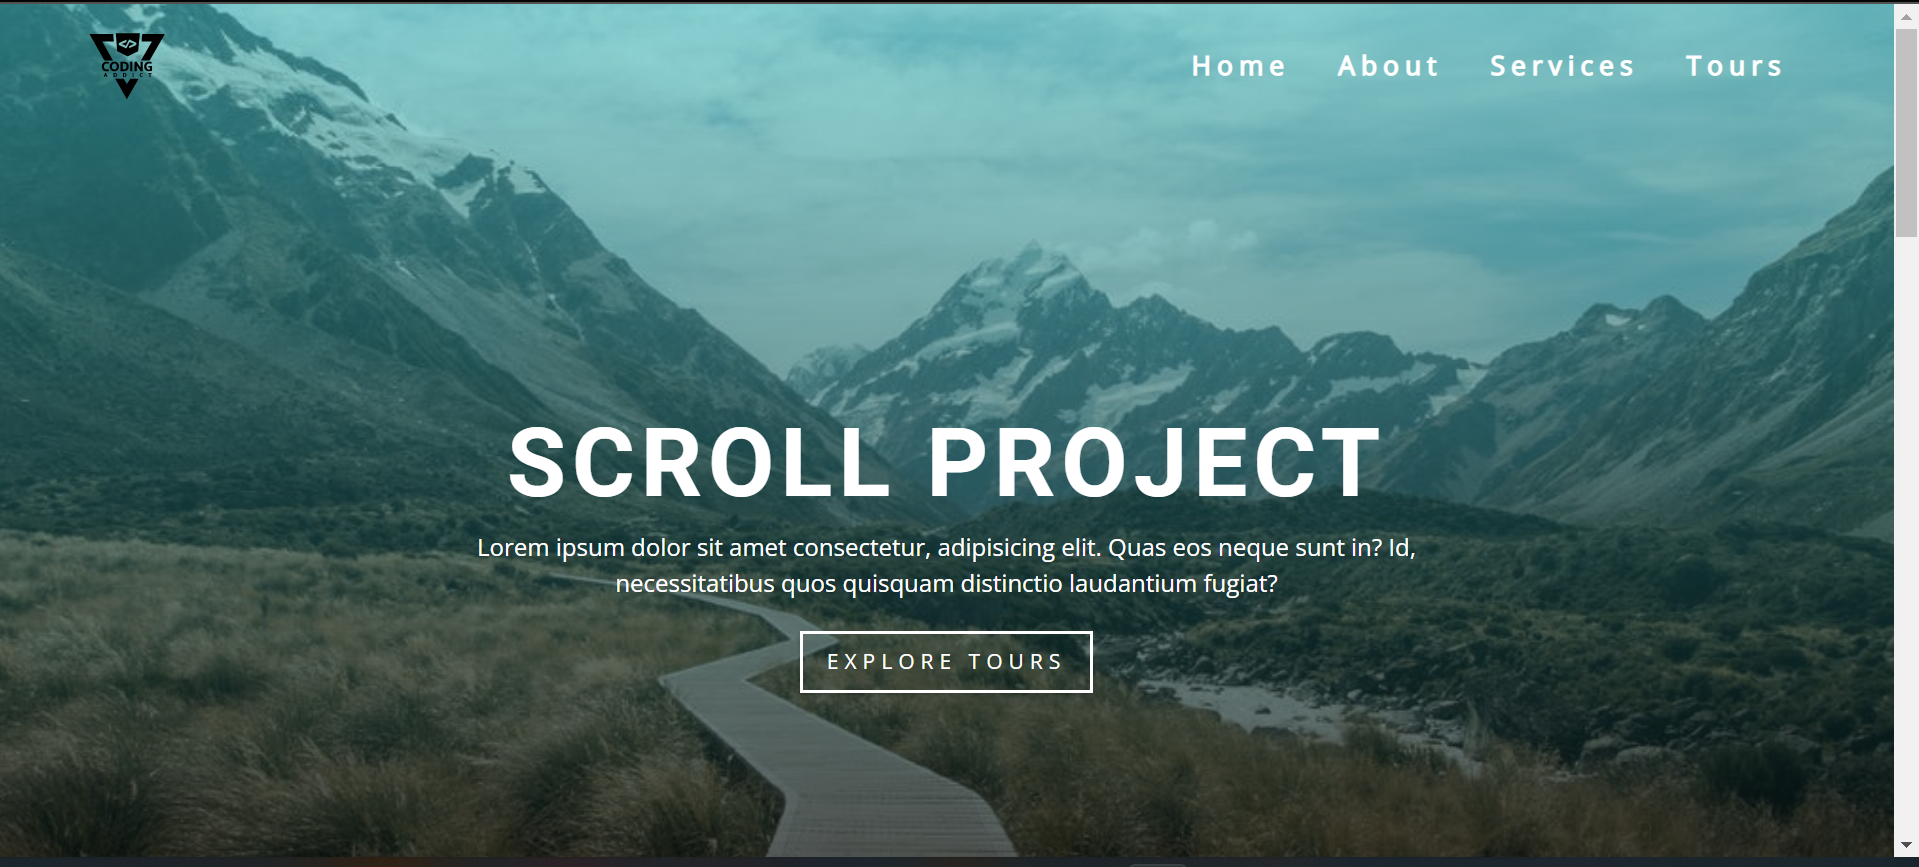 </>
CODING
ADDICT
Home About Services Tours
SCROLL PROJECT
Lorem ipsum dolor sit amet consectetur, adipisicing elit. Quas eos neque sunt in? Id,
necessitatibus quos quisquam distinctio laudantium fugiat?
EXPLORE TOURS